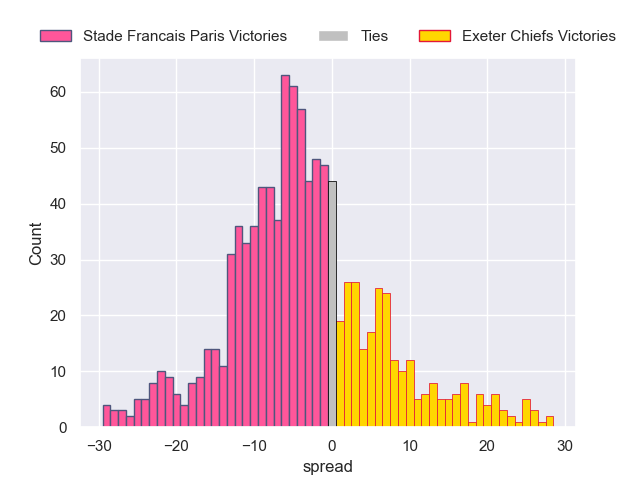 Stade Francais Paris Victories Ties Exeter Chiefs Victories
60
50
40
30
20
10
0
Count
−30 −20 −10 0 10 20 30
spread